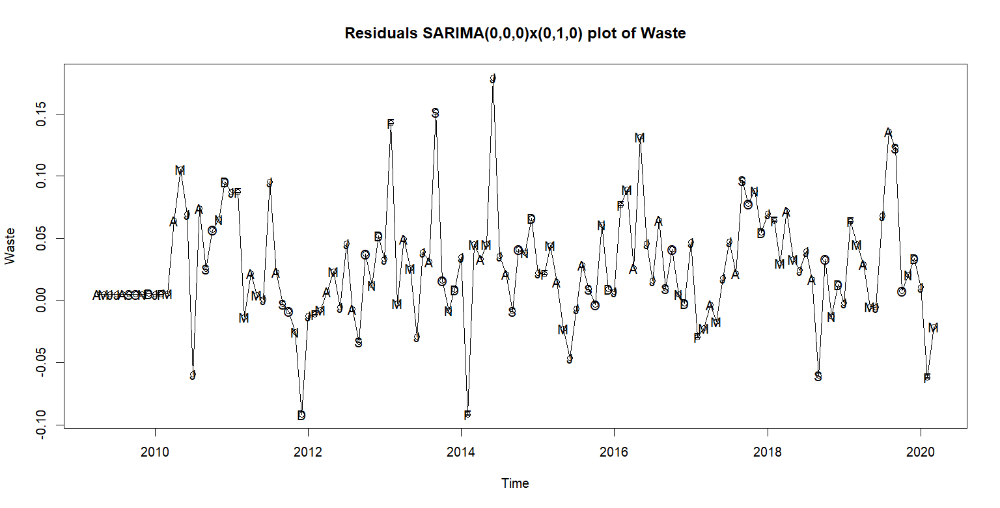 Residuals SARIMA(0,0,0)x(0,1,0) plot of Waste
Waste
0.15
0.10
0.05
0.00
-0.05
-0.10
A M J J A S O N D J F M A M J J A S O N D J F M A M J J A S O N D J F M A M J J A S O N D J F M A M J J A S O N D J F M A M J J A S O N D J F M A M J J A S O N D J F M A M J J A S O N D J F M A M J J A S O N D J F M A M J J A S O N D J F M A M J J A S O N D J F M
2010 2012 2014 2016 2018 2020
Time